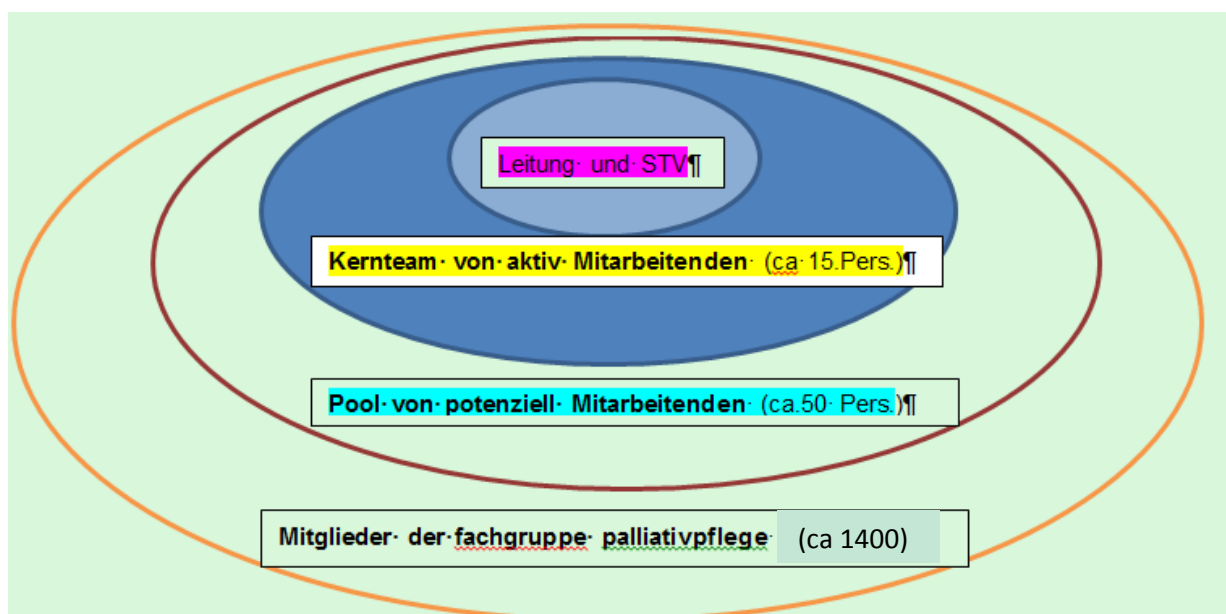 Leitung und STV¶
Kernteam von aktiv Mitarbeitenden (ca 15.Pers.)¶
Pool von potenziell Mitarbeitenden (ca.50 Pers.)¶
Mitglieder der fachgruppe palliativpflege (ca 1400)